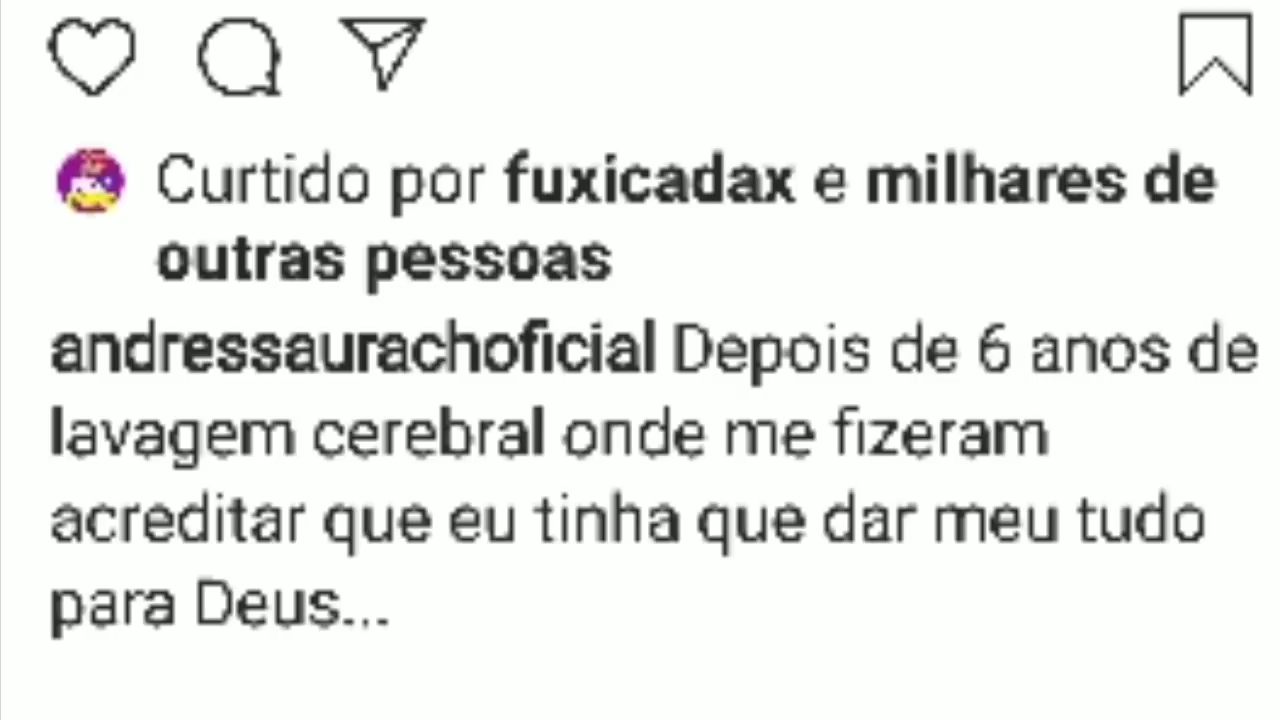 Curtido por fuxicadax e milhares de
outras pessoas
andressaurachoficial Depois de 6 anos de
lavagem cerebral onde me fizeram
acreditar que eu tinha que dar meu tudo
para Deus...